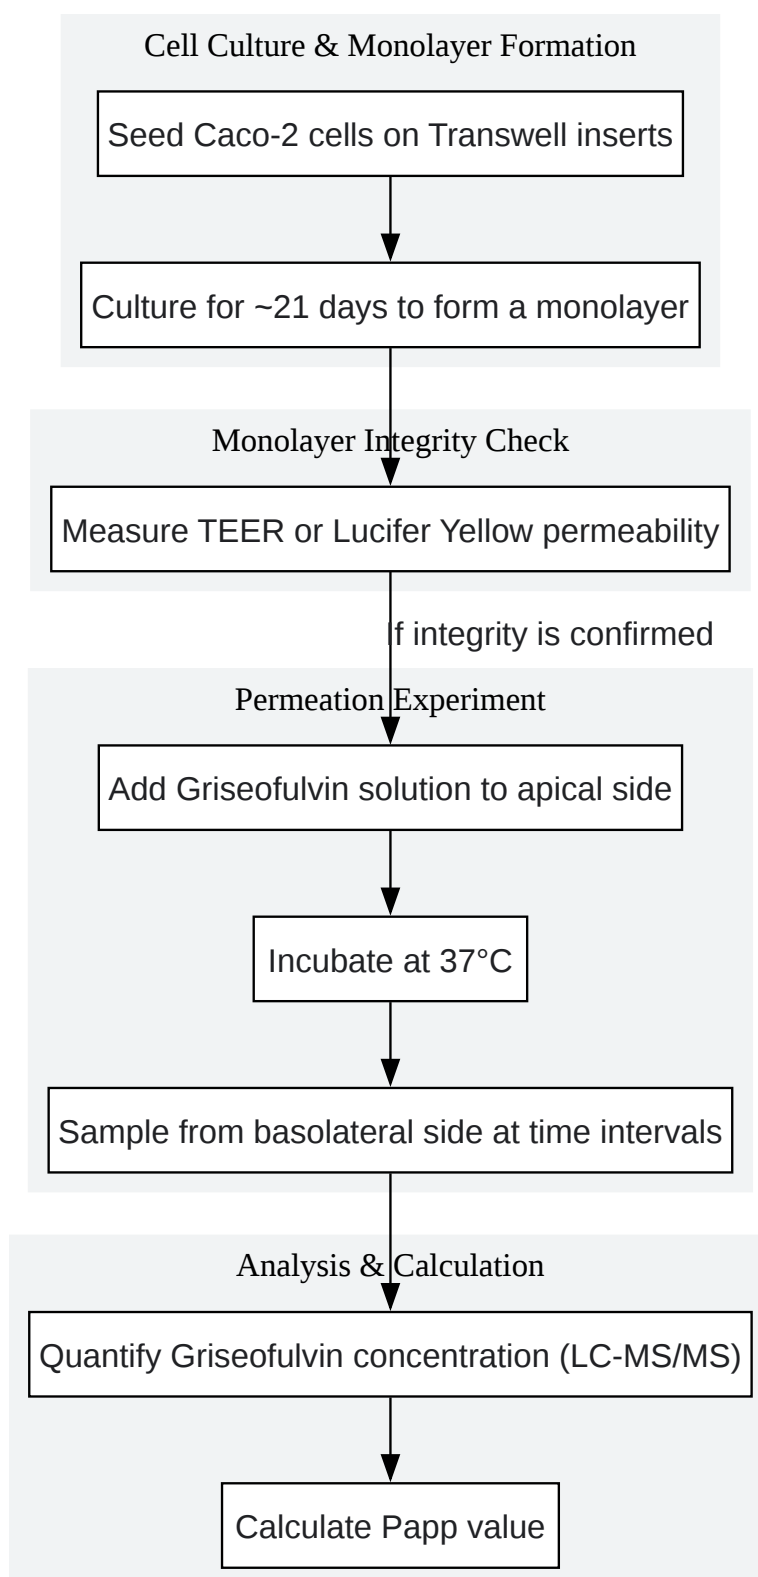 Cell Culture & Monolayer Formation
Seed Caco-2 cells on Transwell inserts
Culture for ~21 days to form a monolayer
Monolayer Integrity Check
Measure TEER or Lucifer Yellow permeability
If integrity is confirmed
Permeation Experiment
Add Griseofulvin solution to apical side
Incubate at 37°C
Sample from basolateral side at time intervals
Analysis & Calculation
Quantify Griseofulvin concentration (LC-MS/MS)
Calculate Papp value